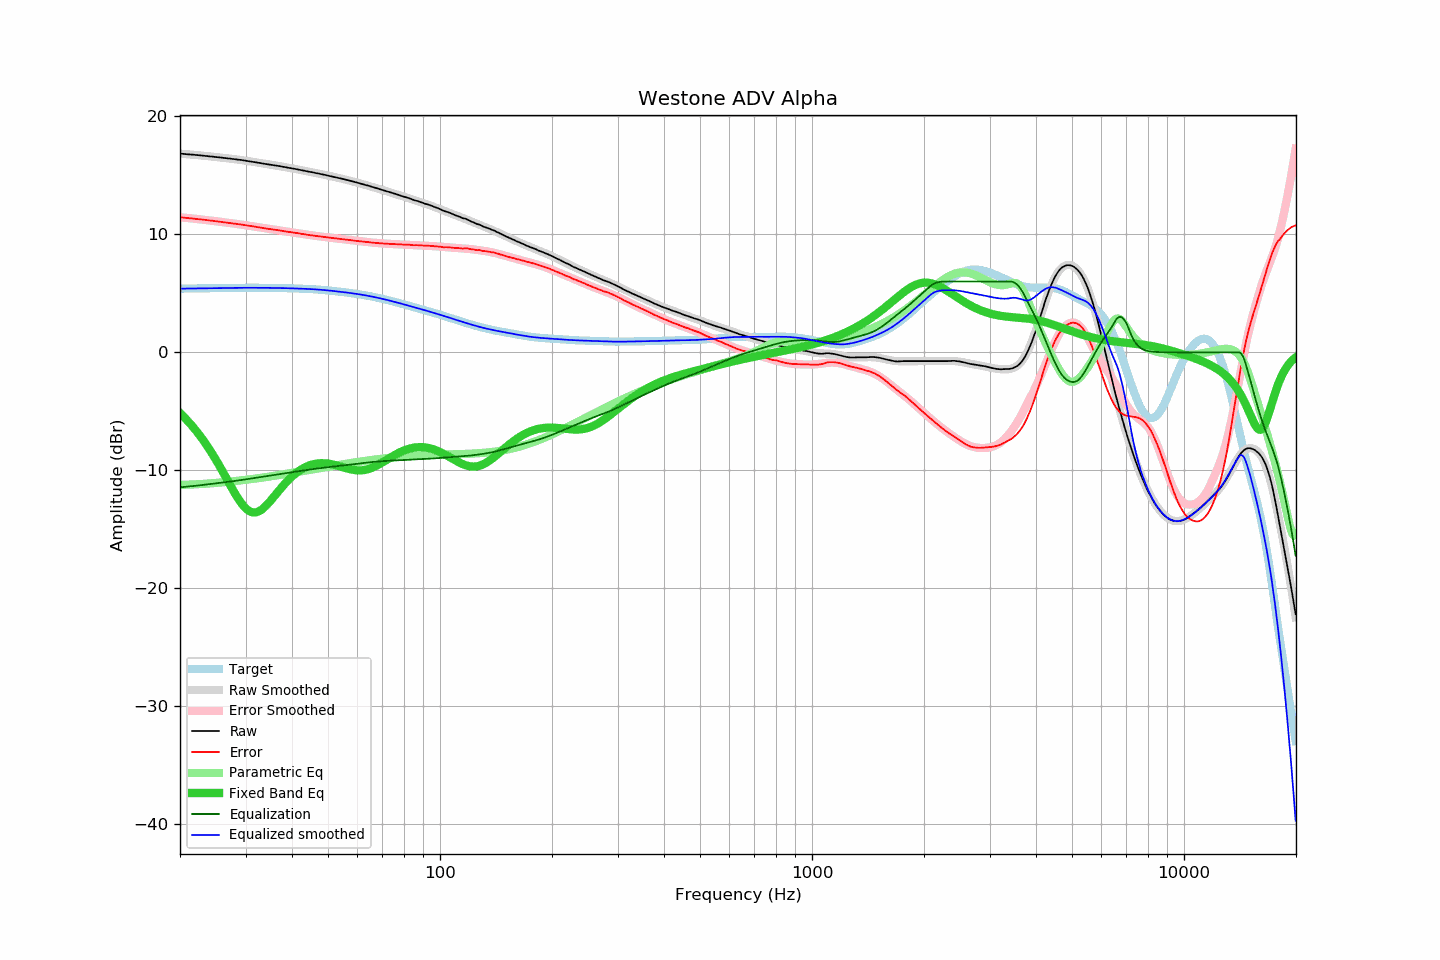 Westone ADV Alpha
20
10
0
−10
−20
−30
−40
Amplitude (dBr)
Target
Raw Smoothed
Error Smoothed
Raw
Error
Parametric Eq
Fixed Band Eq
Equalization
Equalized smoothed
100
1000
10000
Frequency (Hz)